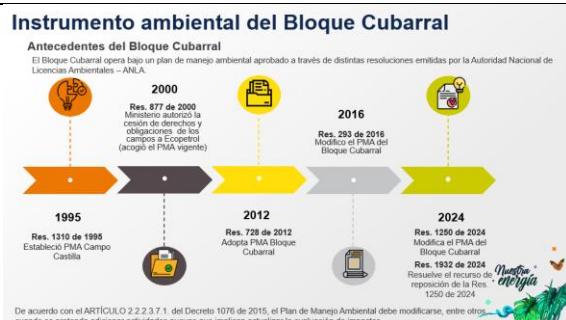 Instrumento ambiental del Bloque Cubarral
Antecedentes del Bloque Cubarral
El Bloque Cubarral opera bajo un plan de manejo ambiental aprobado a través de distintas resoluciones emitidas por la Autoridad Nacional de
Licencias Ambientales – ANLA.
2000
Res. 877 de 2000
Ministerio autorizó la
cesión de derechos y
obligaciones de los
campos a Ecopetrol
(acogió el PMA vigente)
2016
Res. 293 de 2016
Modifico el PMA del
Bloque Cubarral
1995
Res. 1310 de 1995
Estableció PMA Campo
Castilla
2012
Res. 728 de 2012
Adopta PMA Bloque
Cubarral
2024
Res. 1250 de 2024
Modifica el PMA del
Bloque Cubarral
Res. 1932 de 2024
Resuelve el recurso de
reposición de la Res.
1250 de 2024
Nuestra
energía
De acuerdo con el ARTÍCULO 2.2.2.3.7.1. del Decreto 1076 de 2015, el Plan de Manejo Ambiental debe modificarse, entre otros